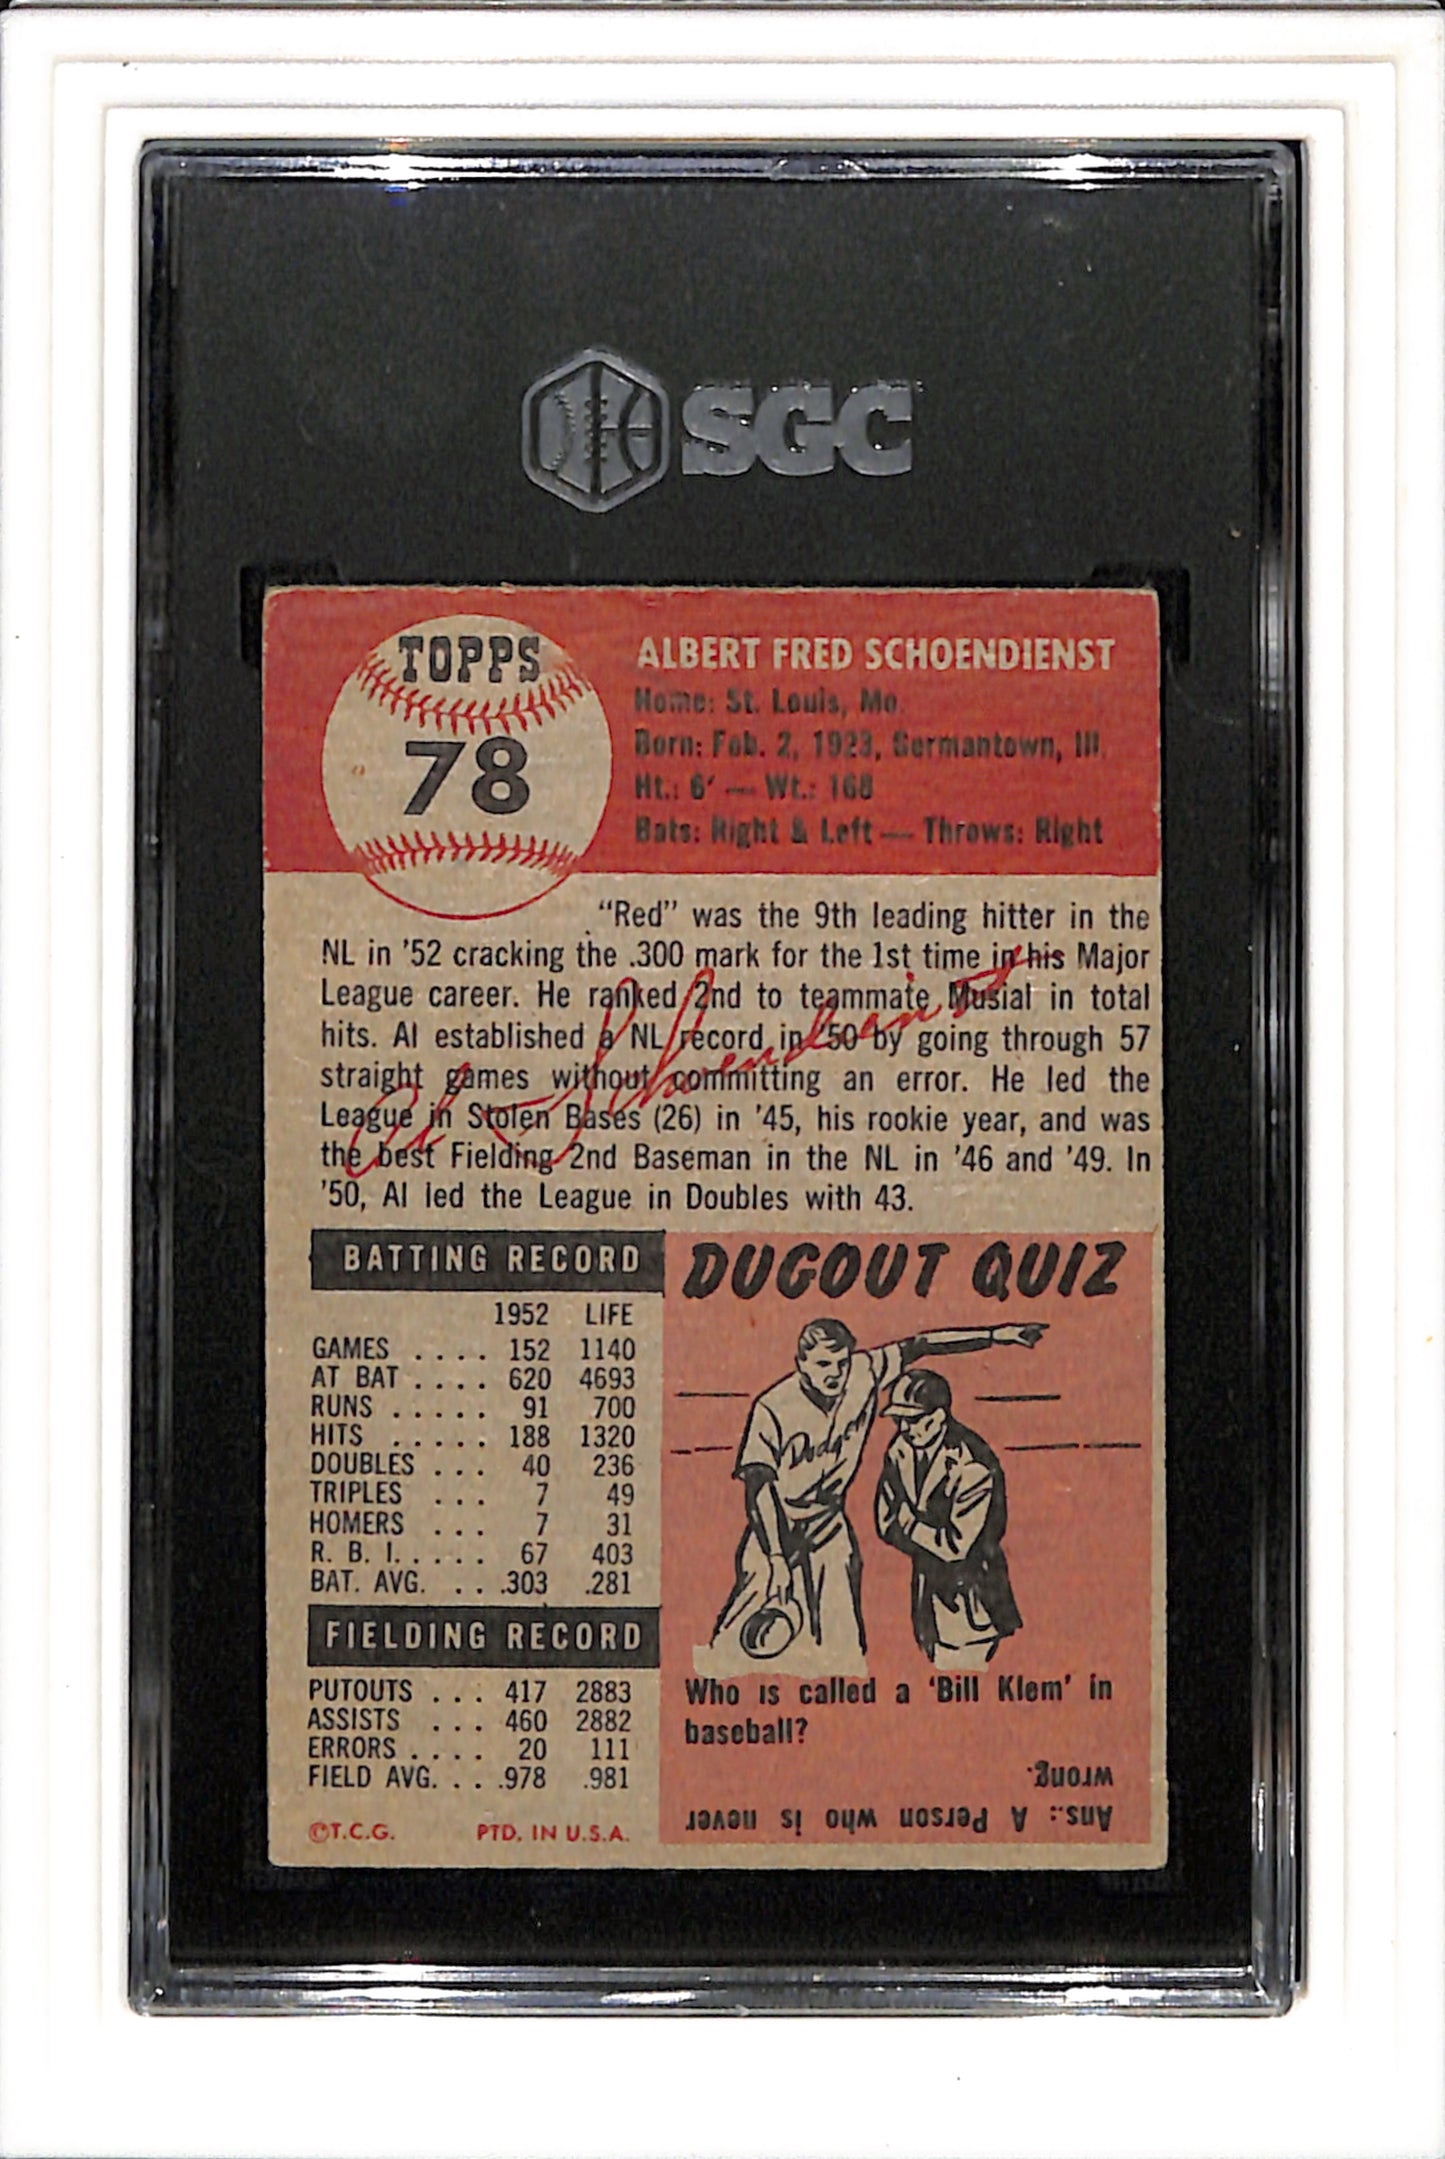 SGC
TOPPS
78
ALBERT FRED SCHOENDIENST
Home: St. Louis, Mo.
Born: Feb. 2, 1923, Germantown, Ill.
Ht.: 6' — Wt.: 168
Bats: Right & Left — Throws: Right
“Red” was the 9th leading hitter in the
NL in '52 cracking the .300 mark for the 1st time in his Major
League career. He ranked 2nd to teammate Musial in total
hits. Al established a NL record in '50 by going through 57
straight games without committing an error. He led the
League in Stolen Bases (26) in '45, his rookie year, and was
the best Fielding 2nd Baseman in the NL in '46 and '49. In
'50, Al led the League in Doubles with 43.
Al Schoendienst
BATTING RECORD
1952 LIFE
GAMES .... 152 1140
AT BAT .... 620 4693
RUNS ..... 91 700
HITS ..... 188 1320
DOUBLES ... 40 236
TRIPLES ... 7 49
HOMERS ... 7 31
R. B. I. .... 67 403
BAT. AVG. ...303 .281
FIELDING RECORD
PUTOUTS ... 417 2883
ASSISTS ... 460 2882
ERRORS .... 20 111
FIELD AVG. ...978 .981
©T.C.G. PTD. IN U.S.A.
DUGOUT QUIZ
Dodgers
Who is called a 'Bill Klem' in
baseball?
Ans.: A Person who is never
wrong.